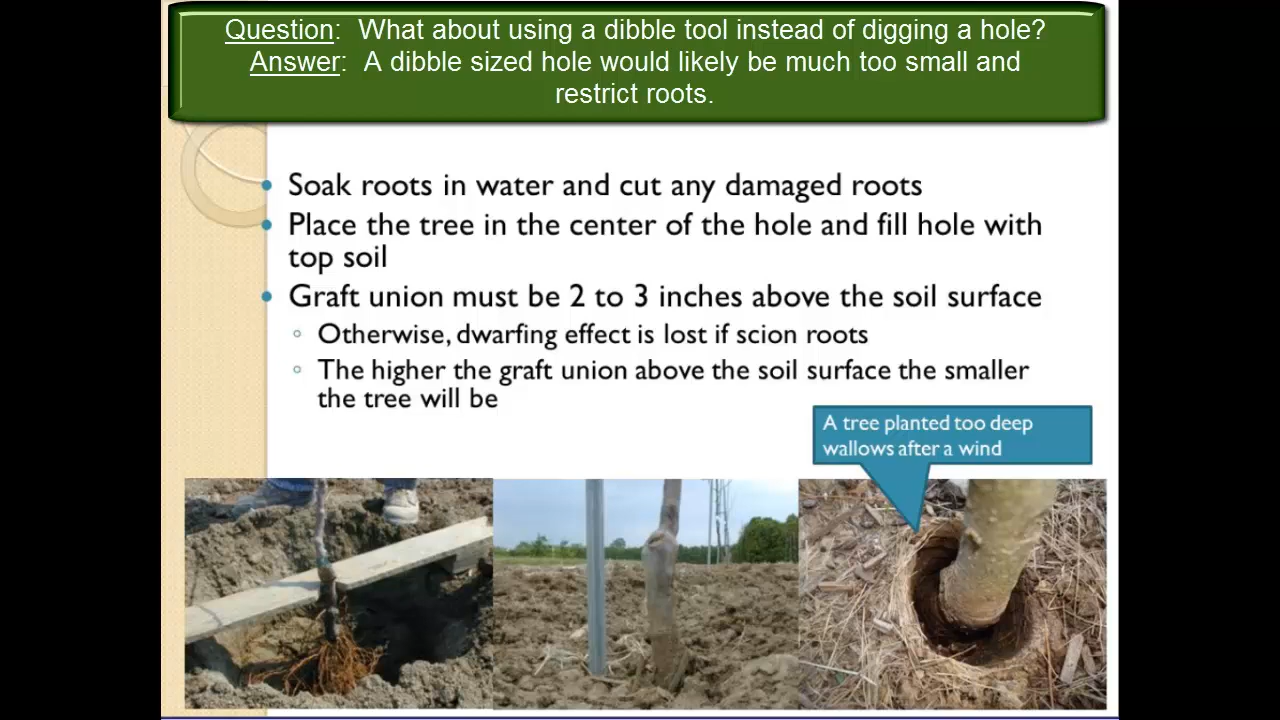 Question:  What about using a dibble tool instead of digging a hole?
Answer:  A dibble sized hole would likely be much too small and
restrict roots.
Soak roots in water and cut any damaged roots
Place the tree in the center of the hole and fill hole with
top soil
Graft union must be 2 to 3 inches above the soil surface
Otherwise, dwarfing effect is lost if scion roots
The higher the graft union above the soil surface the smaller
the tree will be
A tree planted too deep
wallows after a wind